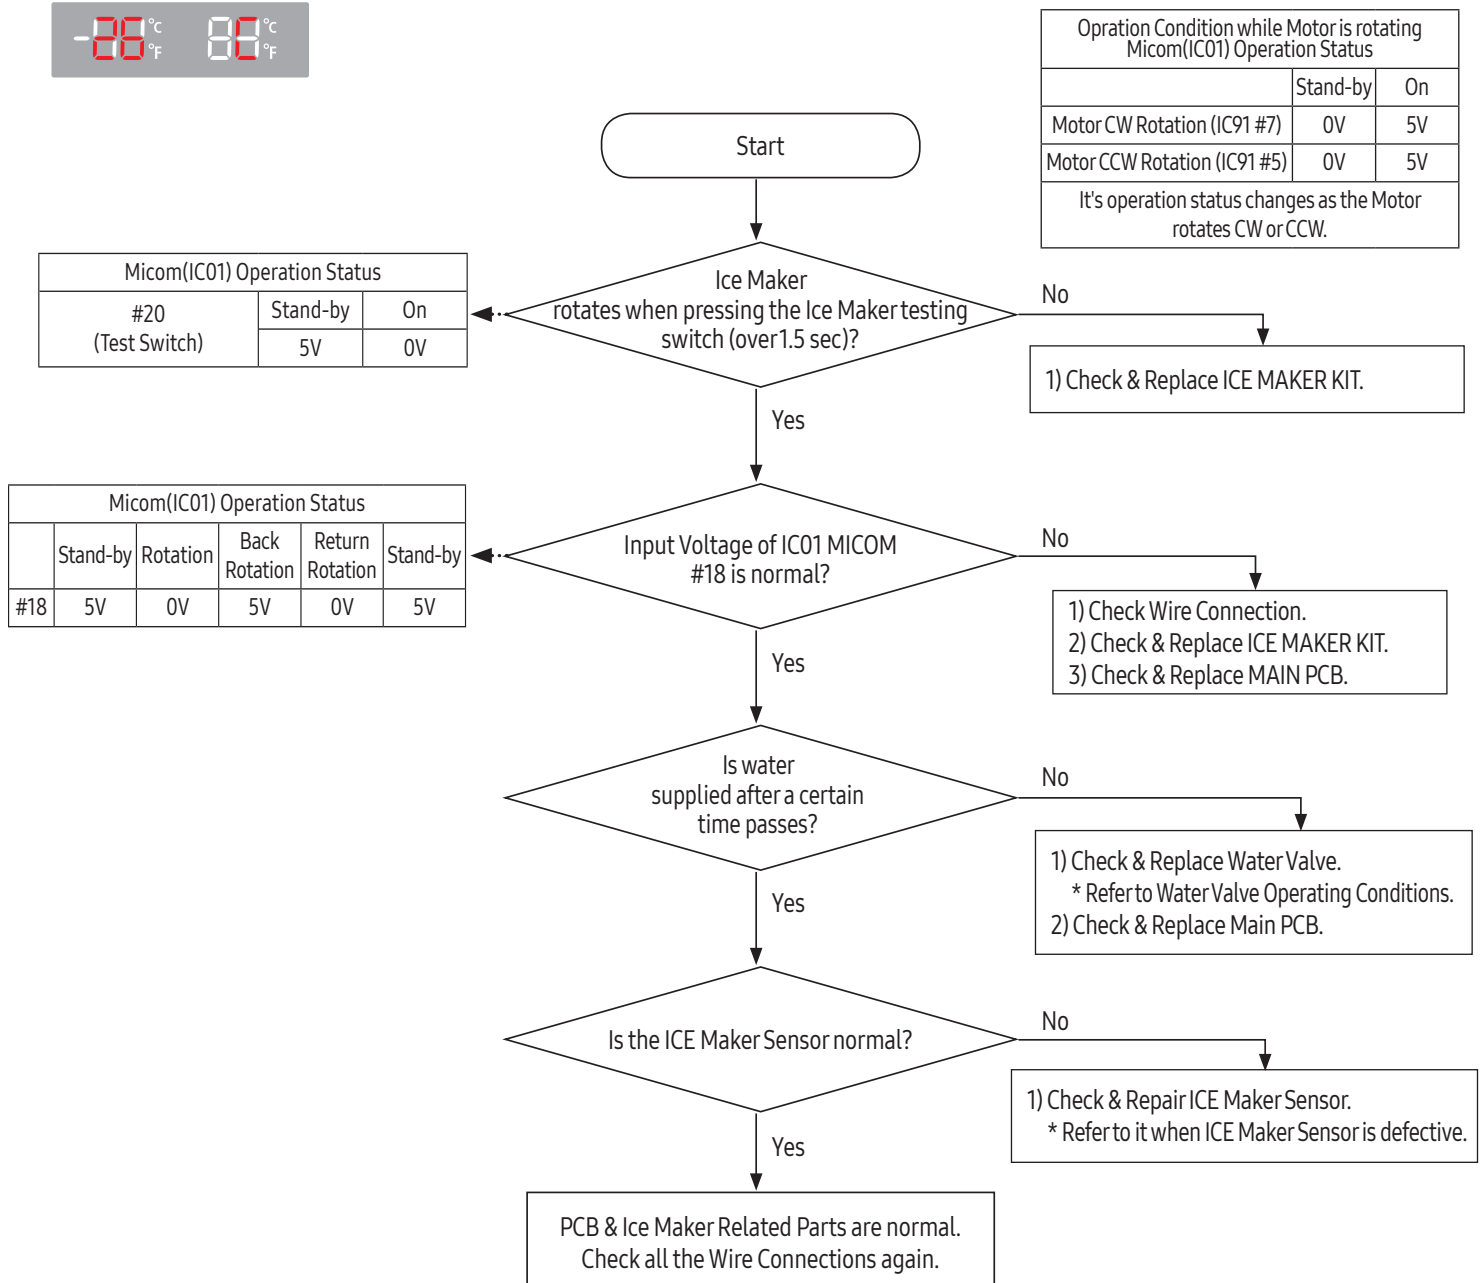 26 °C °F C °C °F
Opration Condition while Motor is rotating
Micom(IC01) Operation Status
Stand-by On
Motor CW Rotation (IC91 #7) 0V 5V
Motor CCW Rotation (IC91 #5) 0V 5V
It's operation status changes as the Motor
rotates CW or CCW.
Start
Micom(IC01) Operation Status
#20
(Test Switch)
Stand-by On
5V 0V
Ice Maker
rotates when pressing the Ice Maker testing
switch (over1.5 sec)?
No
1) Check & Replace ICE MAKER KIT.
Yes
Micom(IC01) Operation Status
Stand-by Rotation Back Rotation Return Rotation Stand-by
#18 5V 0V 5V 0V 5V
Input Voltage of IC01 MICOM
#18 is normal?
No
1) Check Wire Connection.
2) Check & Replace ICE MAKER KIT.
3) Check & Replace MAIN PCB.
Yes
Is water
supplied after a certain
time passes?
No
1) Check & Replace Water Valve.
* Refer to Water Valve Operating Conditions.
2) Check & Replace Main PCB.
Yes
Is the ICE Maker Sensor normal?
No
1) Check & Repair ICE Maker Sensor.
* Refer to it when ICE Maker Sensor is defective.
Yes
PCB & Ice Maker Related Parts are normal.
Check all the Wire Connections again.